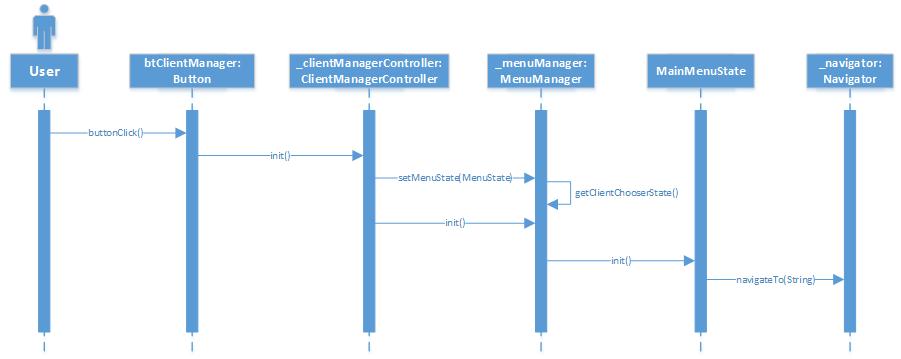 User
btClientManager:
Button
_clientManagerController:
ClientManagerController
_menuManager:
MenuManager
MainMenuState
_navigator:
Navigator
buttonClick()
init()
setMenuState(MenuState)
getClientChooserState()
init()
init()
navigateTo(String)